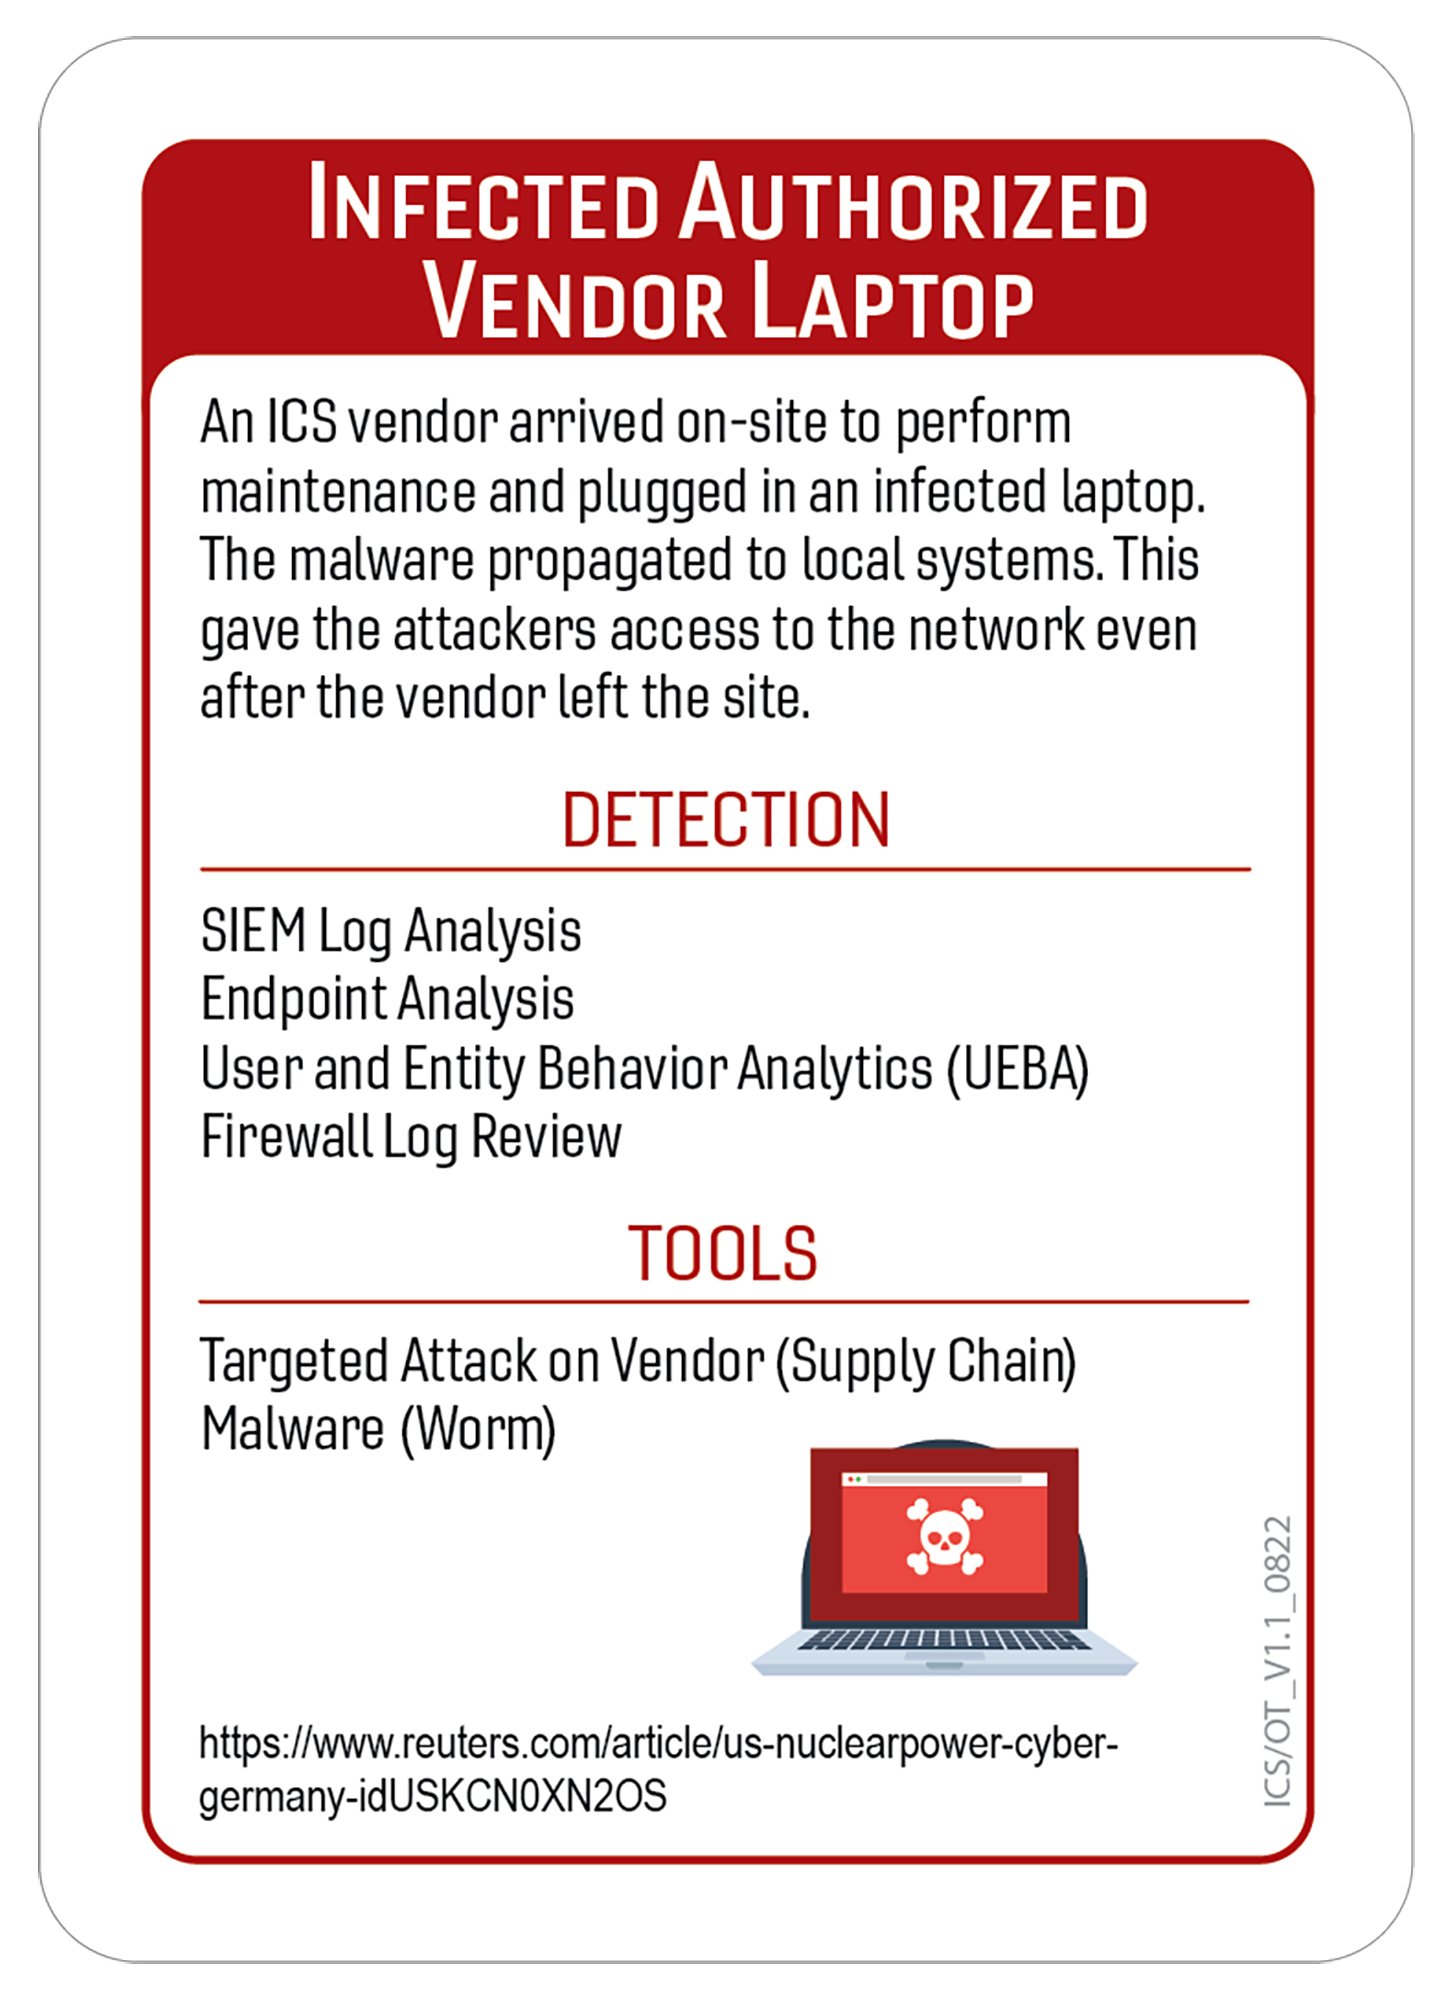 INFECTED AUTHORIZED
VENDOR LAPTOP
An ICS vendor arrived on-site to perform
maintenance and plugged in an infected laptop.
The malware propagated to local systems. This
gave the attackers access to the network even
after the vendor left the site.
DETECTION
SIEM Log Analysis
Endpoint Analysis
User and Entity Behavior Analytics (UEBA)
Firewall Log Review
TOOLS
Targeted Attack on Vendor (Supply Chain)
Malware (Worm)
https://www.reuters.com/article/us-nuclearpower-cyber-
germany-idUSKCN0XN2OS
ICS/OT_V1.1_0822